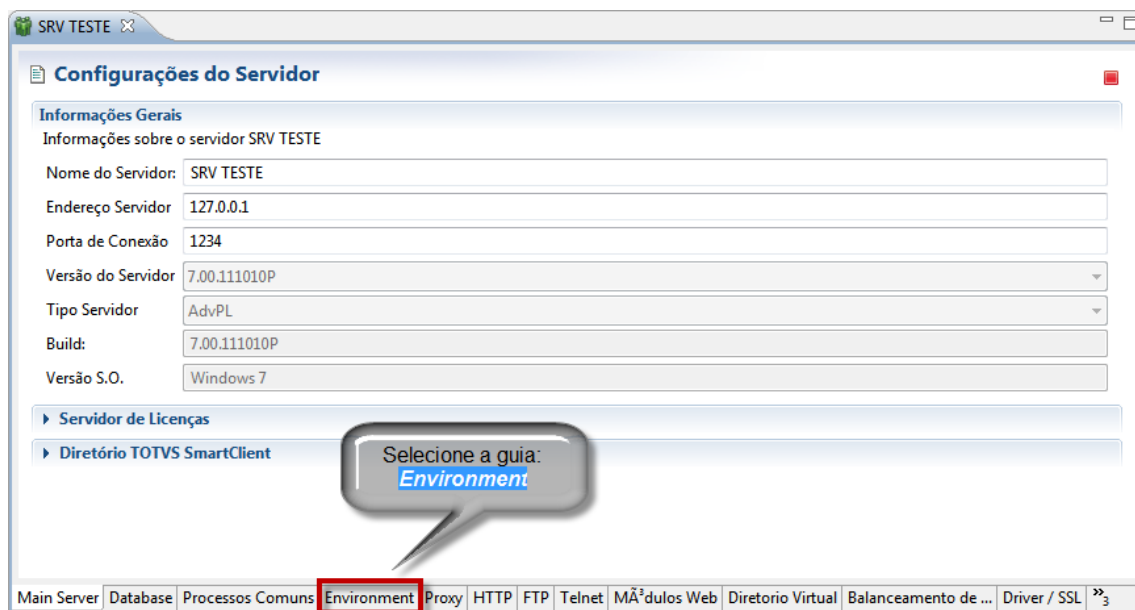 SRV TESTE
Configurações do Servidor
Informações Gerais
Informações sobre o servidor SRV TESTE
Nome do Servidor: SRV TESTE
Endereço Servidor 127.0.0.1
Porta de Conexão 1234
Versão do Servidor 7.00.111010P
Tipo Servidor AdvPL
Build: 7.00.111010P
Versão S.O. Windows 7
Servidor de Licenças
Diretório TOTVS SmartClient
Selecione a guia:
Environment
Main Server Database Processos Comuns Environment Proxy HTTP FTP Telnet MÃ³dulos Web Diretorio Virtual Balanceamento de ... Driver / SSL »3